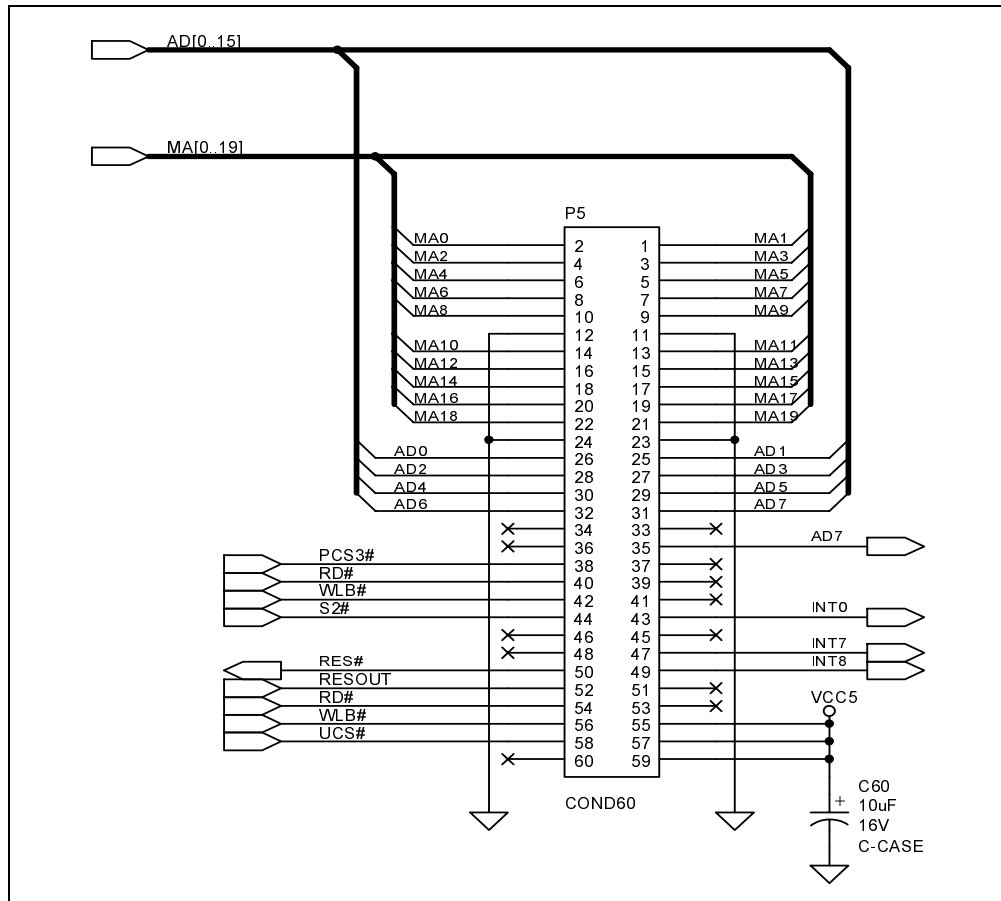 AD[0..15]
MA[0..19]
P5
MA0 2 1 MA1
MA2 4 3 MA3
MA4 6 5 MA5
MA6 8 7 MA7
MA8 10 9 MA9
12 11
MA10 14 13 MA11
MA12 16 15 MA13
MA14 18 17 MA15
MA16 20 19 MA17
MA18 22 21 MA19
24 23
AD0 26 25 AD1
AD2 28 27 AD3
AD4 30 29 AD5
AD6 32 31 AD7
34 33
36 35 AD7
PCS3# 38 37
RD# 40 39
WLB# 42 41
S2# 44 43 INT0
46 45
48 47 INT7
RES# 50 49 INT8
RESOUT 52 51
RD# 54 53 VCC5
WLB# 56 55
UCS# 58 57
60 59
COND60
C60
+ 10uF
16V
C-CASE